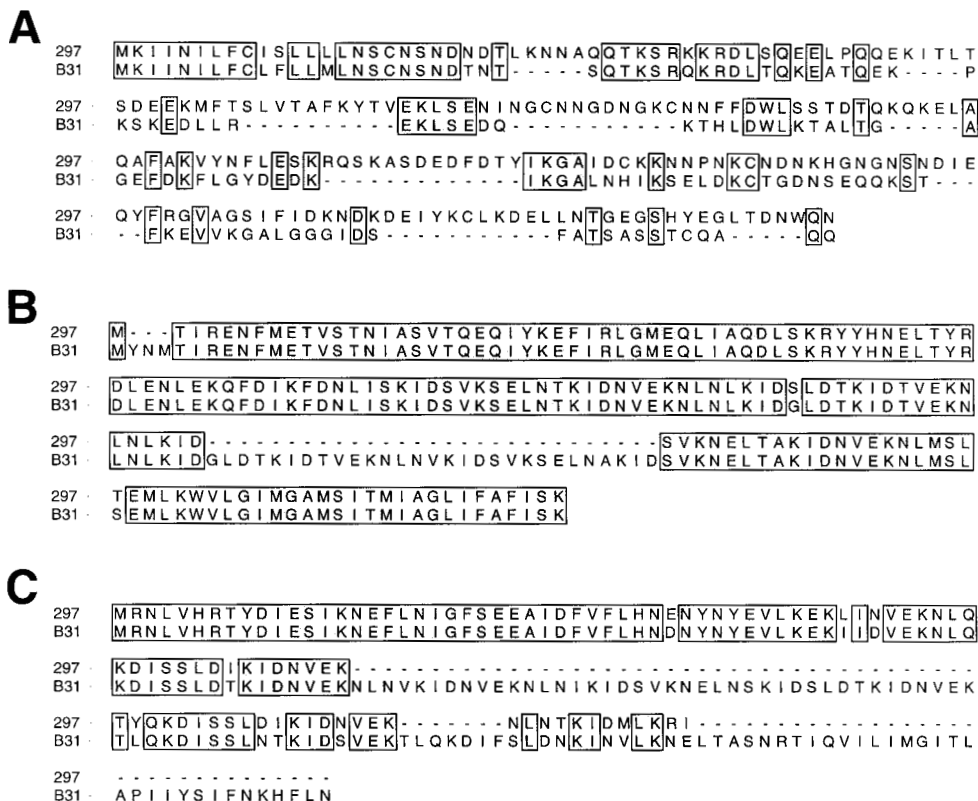 A
297 MKIINILFCISLLLLNSCNSNDNDTLKNNAQQTKSRKKRDLSQEELPQQEKITLT
B31 MKIINILFCLFLLMLNSCNSNDTNT-----SQTKSRQKRDLTQKEATQEK----P
297 SDEEKMFTSLVTAFKYTVEKLSENINGCNNGDNGKCNNFFDWLSSTDTQKQKELA
B31 KSKEDLLR----------EKLSEDQ-----------KTHLDWLKTALTG-----A
297 QAFAKVYNFLESKRQSKASDEDFDTYIKGAIDCKKNNPNKCNDNKHGNGNSNDIE
B31 GEFDKFLGYDEDK-------------IKGALNHIKSELDKCTGDNSEQQKST---
297 QYFRGVAGSIFIDKNDKDEIYKCLKDELLNTGEGSHYEGLTDNWQN
B31 --FKEVVKGALGGGIDS-----------FATSASSTCQA-----QQ
B
297 M---TIRENFMETVSTNIASVTQEQIYKEFIRLGMEQLIAQDLSKRYYHNELTYR
B31 MYNMTIRENFMETVSTNIASVTQEQIYKEFIRLGMEQLIAQDLSKRYYHNELTYR
297 DLENLEKQFDIKFDNLISKIDSVKSELNTKIDNVEKNLNLKIDSLDTKIDTVEKN
B31 DLENLEKQFDIKFDNLISKIDSVKSELNTKIDNVEKNLNLKIDGLDTKIDTVEKN
297 LNLKID-----------------------------SVKNELTAKIDNVEKNLMSL
B31 LNLKIDGLDTKIDTVEKNLNVKIDSVKSELNAKIDSVKNELTAKIDNVEKNLMSL
297 TEMLKWVLGIMGAMSITMIAGLIFAFISK
B31 SEMLKWVLGIMGAMSITMIAGLIFAFISK
C
297 MRNLVHRTYDIESIKNEFLNIGFSEEAIDFVFLHNENYNYEVLKEKLINVEKNLQ
B31 MRNLVHRTYDIESIKNEFLNIGFSEEAIDFVFLHNDNYNYEVLKEKIIDVEKNLQ
297 KDISSLDIKIDNVEK----------------------------------------
B31 KDISSLDTKIDNVEKNLNVKIDNVEKNLNIKIDSVKNELNSKIDSLDTKIDNVEK
297 TYQKDISSLDIKIDNVEK-------NLNTKIDMLKRI------------------
B31 TLQKDISSLNTKIDSVEKTLQKDIFSLDNKINVLKNELTASNRTIQVILIMGITL
297 --------------
B31 APIIYSIFNKHFLN